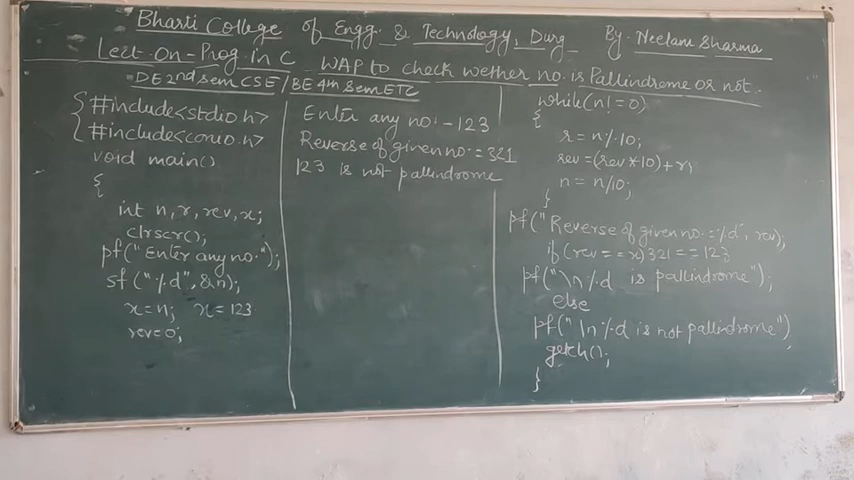 Bharti College of Engg. & Technology, Durg By- Neelam Sharma
Lect-On-Prog. in C WAP to check wether no. is Pallindrome or not.
DE 2nd sem CSE / BE 4th Sem ETC
#include<stdio.h>
#include<conio.h>
void main()
{
int n, r, rev, x;
clrscr();
pf("Enter any no.");
sf("%d", &n);
x=n; x=123
rev=0;
Enter any no:-123
Reverse of given no:=321
123 is not pallindrome
while(n!=0)
{
r=n%10;
rev=(rev*10)+r;
n=n/10;
}
pf("Reverse of given no.=%d", rev);
if(rev==x)321==123
pf("\n%d is pallindrome");
else
pf("\n%d is not pallindrome")
getch();
}